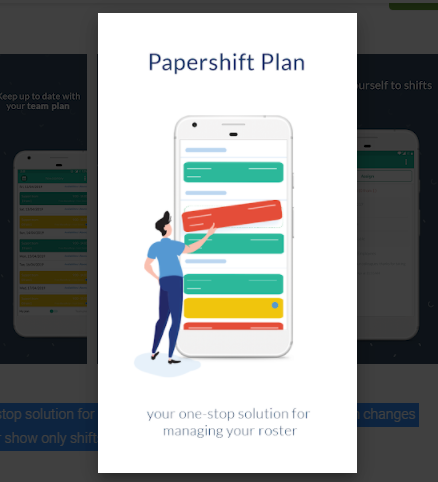 Papershift Plan
your one-stop solution for
managing your roster
Keep up to date with
your team plan
urself to shifts
stop solution for
changes
show only shift